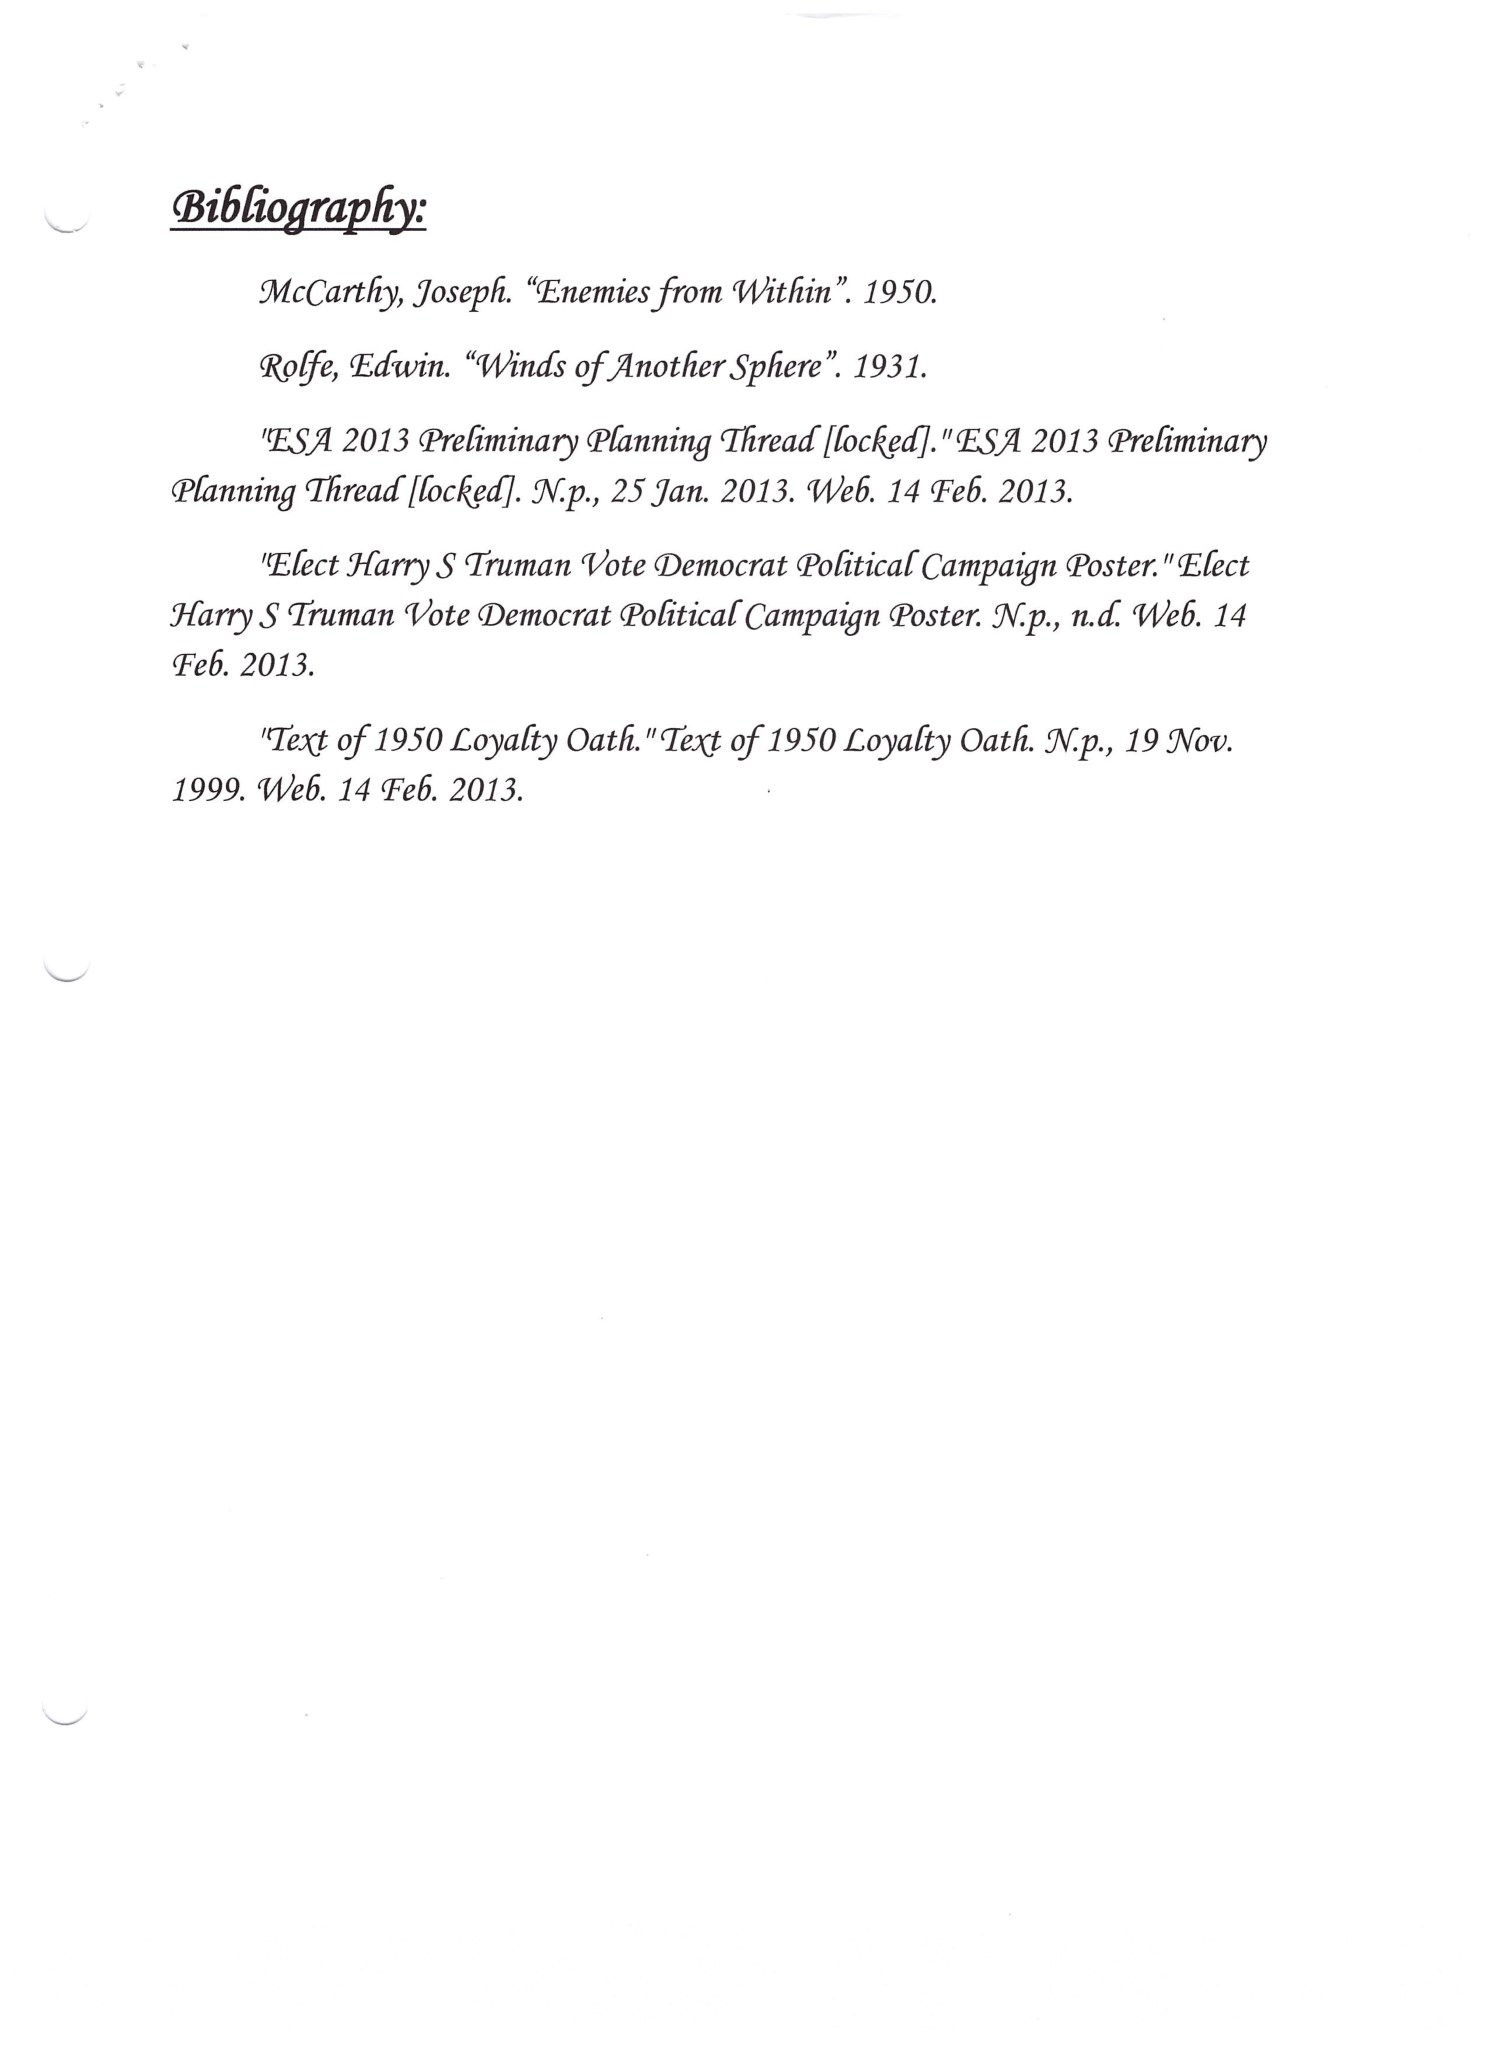 Bibliography:
McCarthy, Joseph. “Enemies from Within”. 1950.
Rolfe, Edwin. “Winds of Another Sphere”. 1931.
"ESA 2013 Preliminary Planning Thread [locked]." ESA 2013 Preliminary
Planning Thread [locked]. N.p., 25 Jan. 2013. Web. 14 Feb. 2013.
"Elect Harry S Truman Vote Democrat Political Campaign Poster." Elect
Harry S Truman Vote Democrat Political Campaign Poster. N.p., n.d. Web. 14
Feb. 2013.
"Text of 1950 Loyalty Oath." Text of 1950 Loyalty Oath. N.p., 19 Nov.
1999. Web. 14 Feb. 2013.